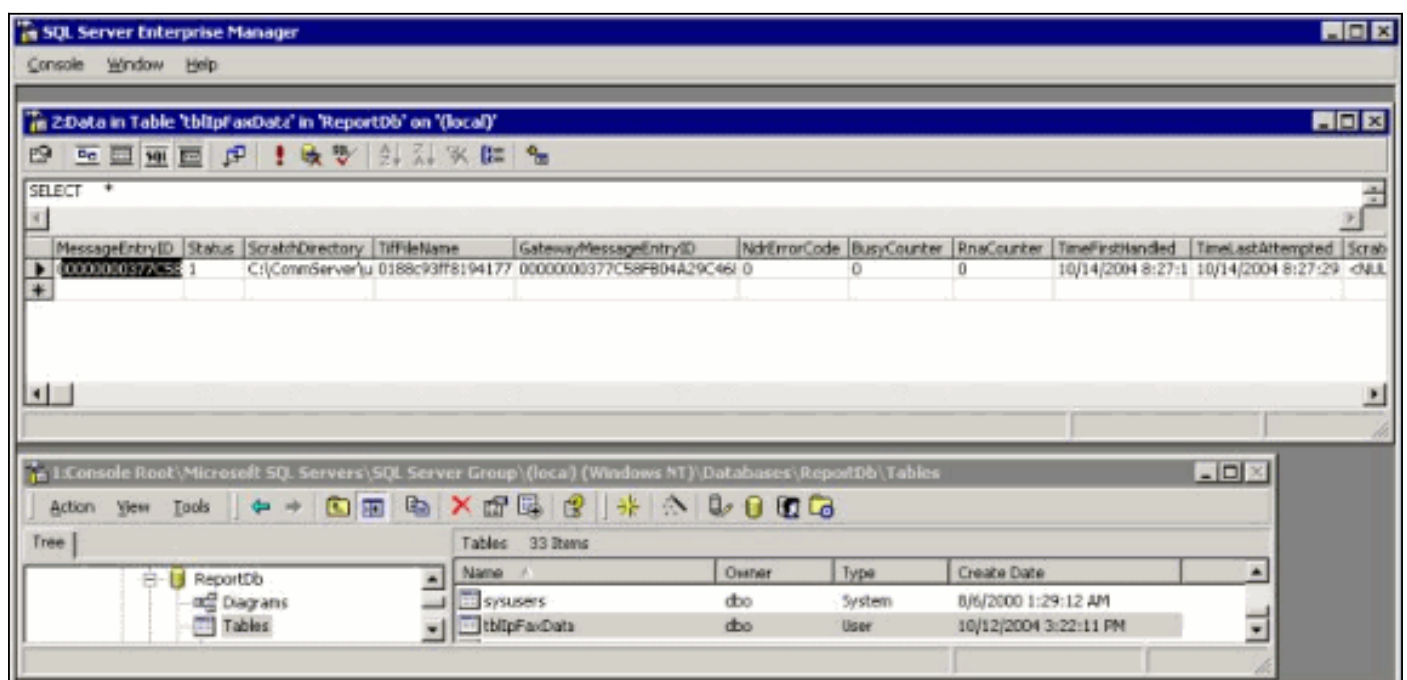 SQL Server Enterprise Manager
Console Window Help
2:Data in Table 'tblIpFaxData' in 'ReportDb' on '(local)'
SELECT *
MessageEntryID Status ScratchDirectory TiffFileName GatewayMessageEntryID NdrErrorCode BusyCounter RnaCounter TimeFirstHandled TimeLastAttempted Scrab
00000000377C58 1 C:\CommServer\u 0188c93ff8194177 00000000377C58FB04A29C46 0 0 0 10/14/2004 8:27:1 10/14/2004 8:27:29 <NUL
1:Console Root\Microsoft SQL Servers\SQL Server Group\(local) (Windows NT)\Databases\ReportDb\Tables
Action View Tools
Tree Tables 33 Items
Name Owner Type Create Date
ReportDb
Diagrams sysusers dbo System 8/6/2000 1:29:12 AM
Tables tblIpFaxData dbo User 10/12/2004 3:22:11 PM